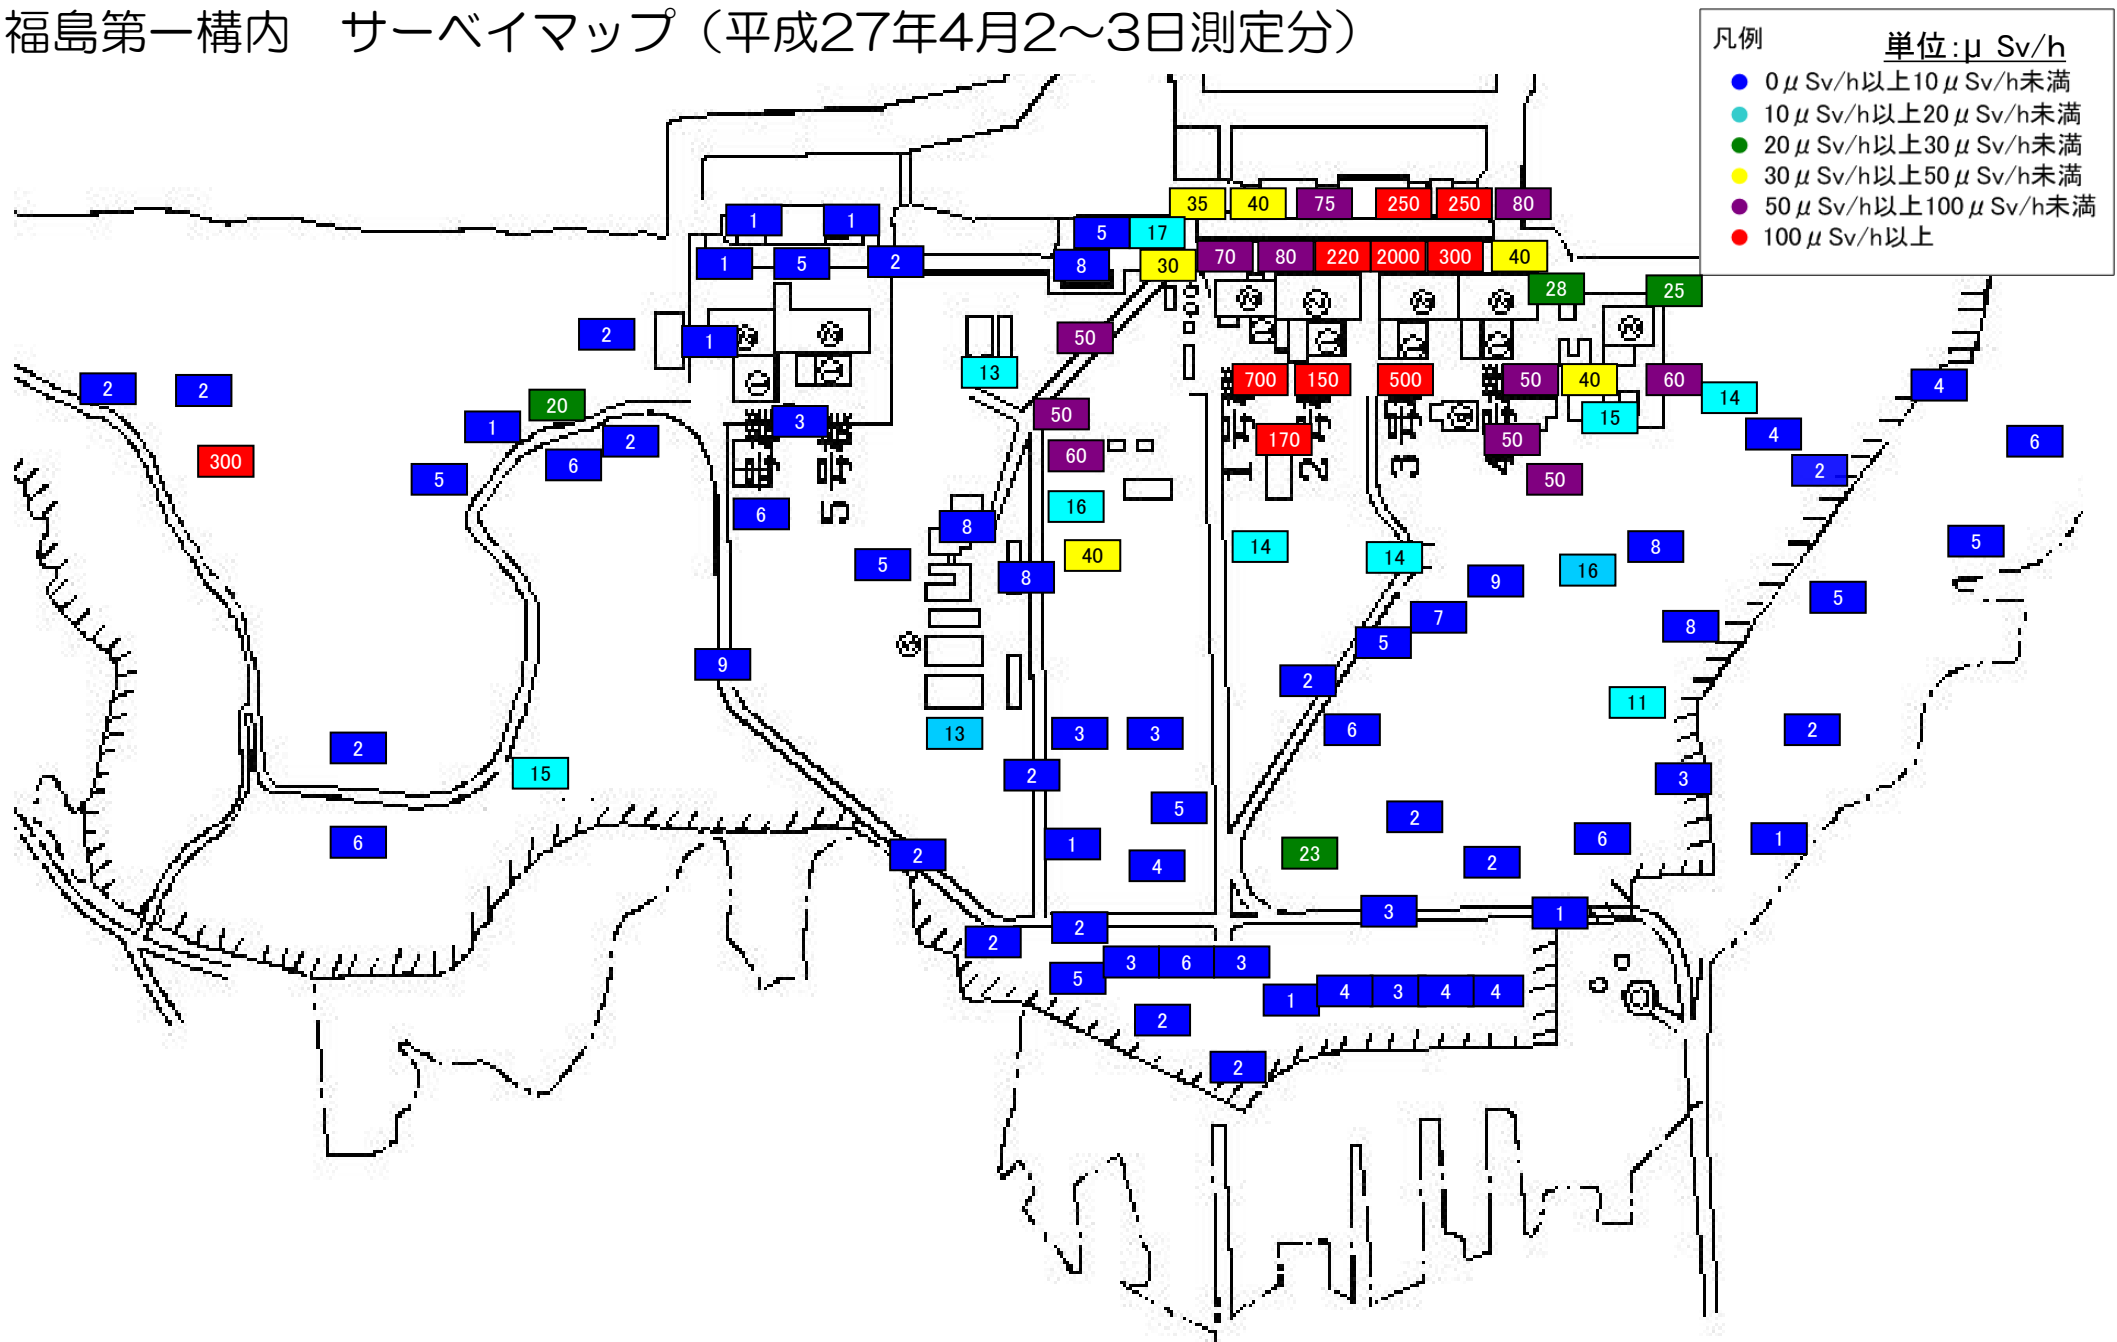 福島第一構内　サーベイマップ（平成27年4月2～3日測定分）
凡例
単位:μ Sv/h
0μSv/h以上10μSv/h未満
10μSv/h以上20μSv/h未満
20μSv/h以上30μSv/h未満
30μSv/h以上50μSv/h未満
50μSv/h以上100μSv/h未満
100μSv/h以上
35 40 75 250 250 80
1 1 5 17
1 5 2 8 30 70 80 220 2000 300 40
28 25
2 1 50
13
2 2 700 150 500 50 40 60 14 4
20 1 3 50 15
2 170 50 4 6
300 6 60 2
5 50
6 16
8
5 40 14 14 8 5
8 9 16
7 5
5 8
9
2
11
2 13 3 3 6 2
15 2 3
5 2
6 1 6 1
2 4 23 2
2 3 1
2
5 3 6 3
1 4 3 4 4
2
2